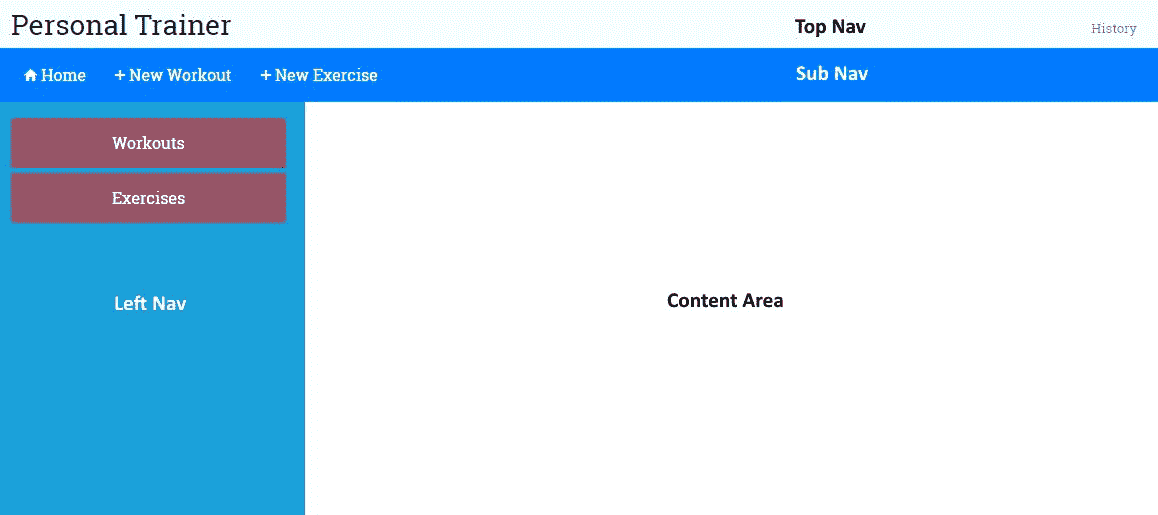 Personal Trainer
Top Nav
History
Home
New Workout
New Exercise
Sub Nav
Workouts
Exercises
Left Nav
Content Area